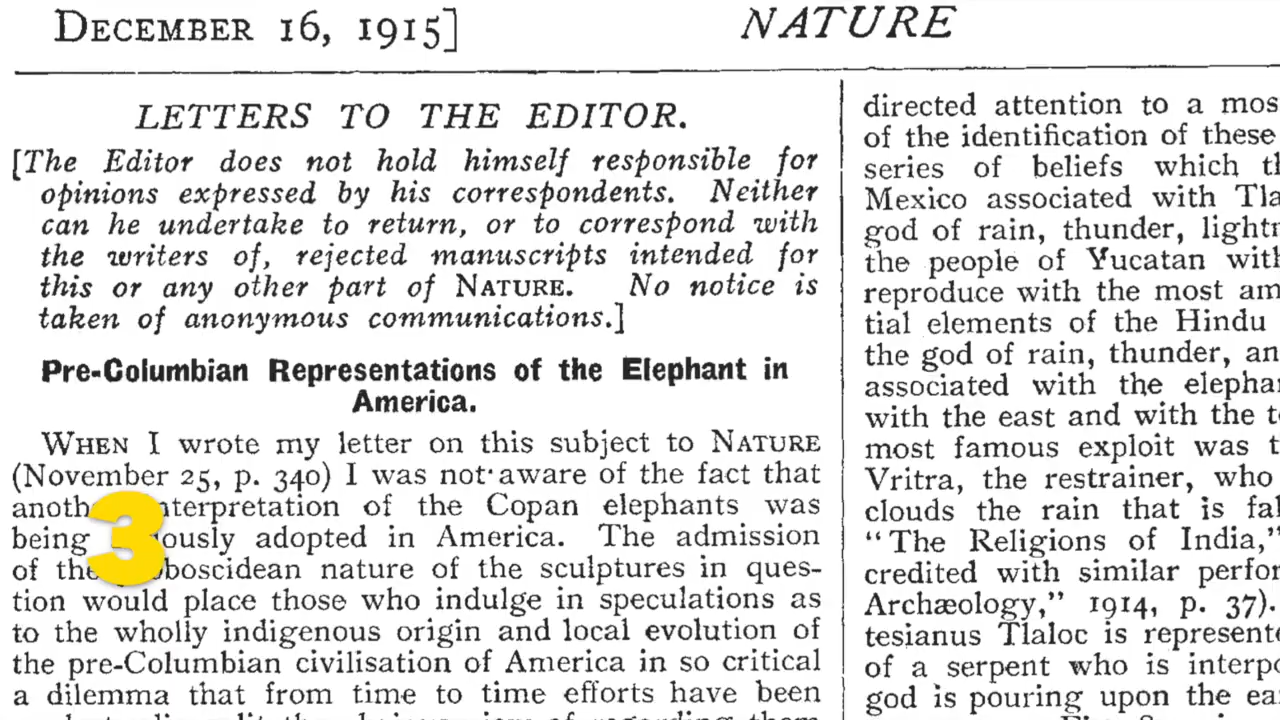 DECEMBER 16, 1915]
NATURE
LETTERS TO THE EDITOR.
[The Editor does not hold himself responsible for
opinions expressed by his correspondents. Neither
can he undertake to return, or to correspond with
the writers of, rejected manuscripts intended for
this or any other part of NATURE. No notice is
taken of anonymous communications.]
Pre-Columbian Representations of the Elephant in
America.
WHEN I wrote my letter on this subject to NATURE
(November 25, p. 340) I was not aware of the fact that
anoth nterpretation of the Copan elephants was
being ously adopted in America. The admission
of the boscidean nature of the sculptures in ques-
tion would place those who indulge in speculations as
to the wholly indigenous origin and local evolution of
the pre-Columbian civilisation of America in so critical
a dilemma that from time to time efforts have been
3
directed attention to a mos
of the identification of these
series of beliefs which th
Mexico associated with Tla
god of rain, thunder, lightn
the people of Yucatan with
reproduce with the most am
tial elements of the Hindu
the god of rain, thunder, an
associated with the elephan
with the east and with the t
most famous exploit was t
Vritra, the restrainer, who
clouds the rain that is fal
"The Religions of India,"
credited with similar perfor
Archæology," 1914, p. 37).
tesianus Tlaloc is represente
of a serpent who is interpo
god is pouring upon the ea